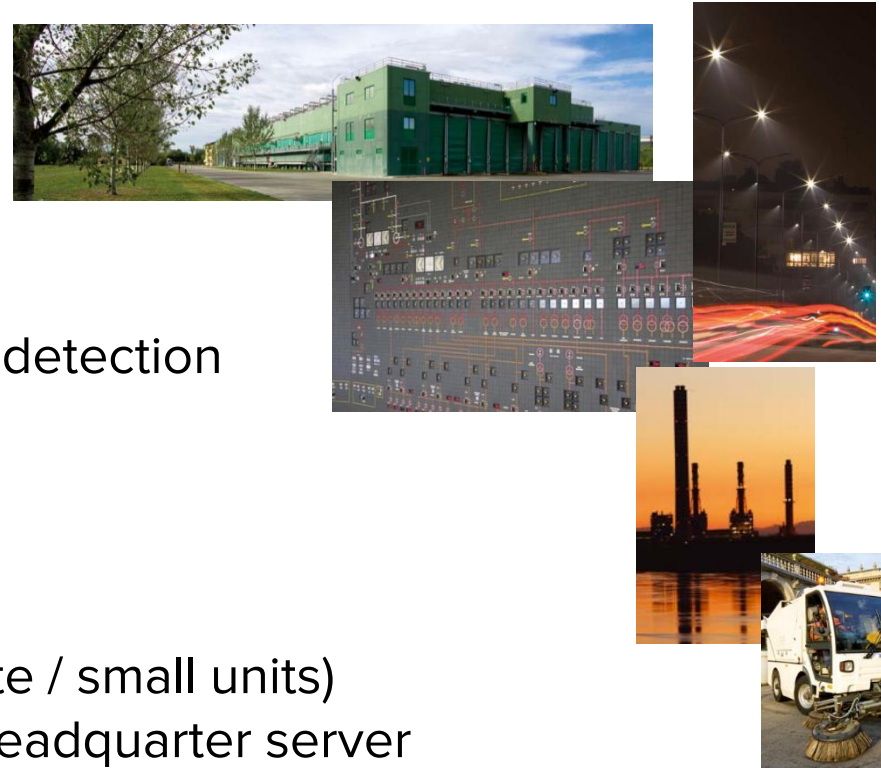 detection
te / small units)
eadquarter server